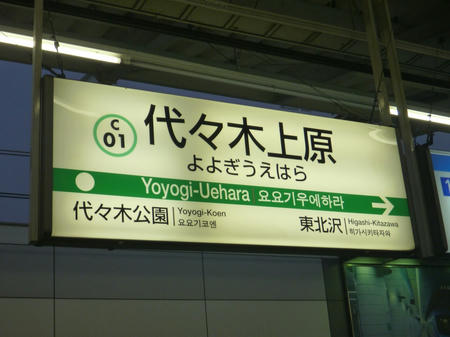 C
01
代々木上原
よよぎうえはら
Yoyogi-Uehara 요요기우에하라
代々木公園 Yoyogi-Koen
요요기코엔
東北沢 Higashi-Kitazawa
히가시키타자와
1